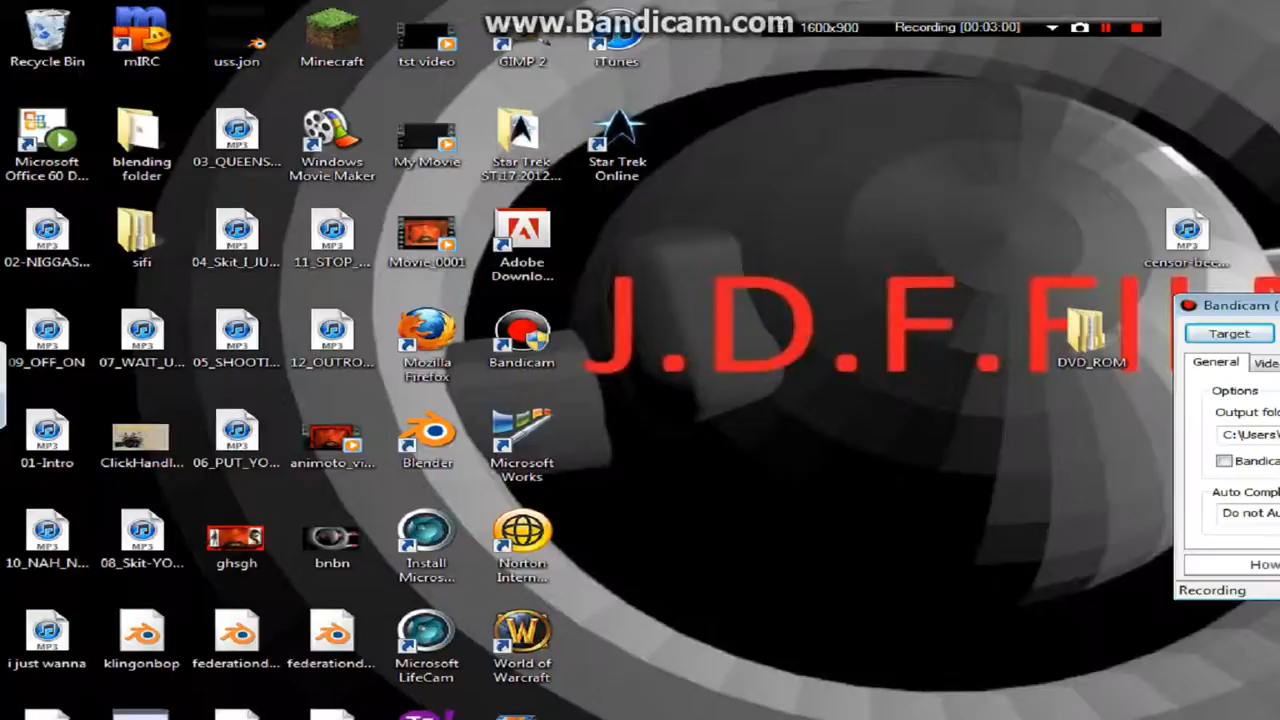 www.Bandicam.com
1600x900
Recording [00:03:00]
Recycle Bin
mIRC
uss.jon
Minecraft
tst video
GIMP 2
iTunes
Microsoft
Office 60 D...
blending
folder
03_QUEENS...
Windows
Movie Maker
My Movie
Star Trek
ST.17.2012...
Star Trek
Online
02-NIGGAS...
sifi
04_Skit_I_JU...
11_STOP_...
Movie_0001
Adobe
Downlo...
censor-bee...
J.D.F.FI
09_OFF_ON
07_WAIT_U...
05_SHOOTI...
12_OUTRO...
Mozilla
Firefox
Bandicam
DVD_ROM
Bandicam (
Target
General
Vide
Options
Output fol
C:\Users\
Bandica
Auto Compl
Do not Au
How
Recording
01-Intro
ClickHandl...
06_PUT_YO...
animoto_vi...
Blender
Microsoft
Works
10_NAH_N...
08_Skit-YO...
ghsgh
bnbn
Install
Micros...
Norton
Intern...
i just wanna
klingonbop
federationd...
federationd...
Microsoft
LifeCam
World of
Warcraft